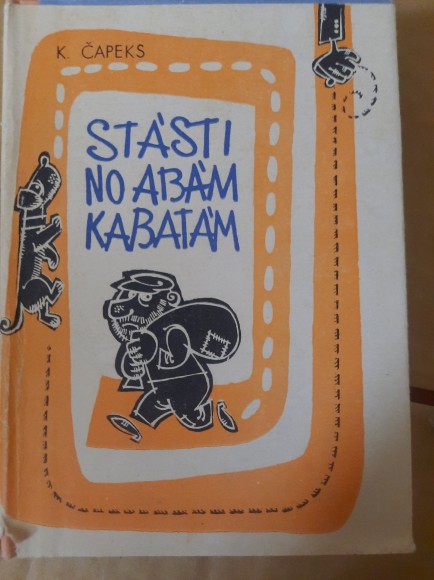 K. ČAPEKS
STĀSTI
NO ABĀM
KABATĀM